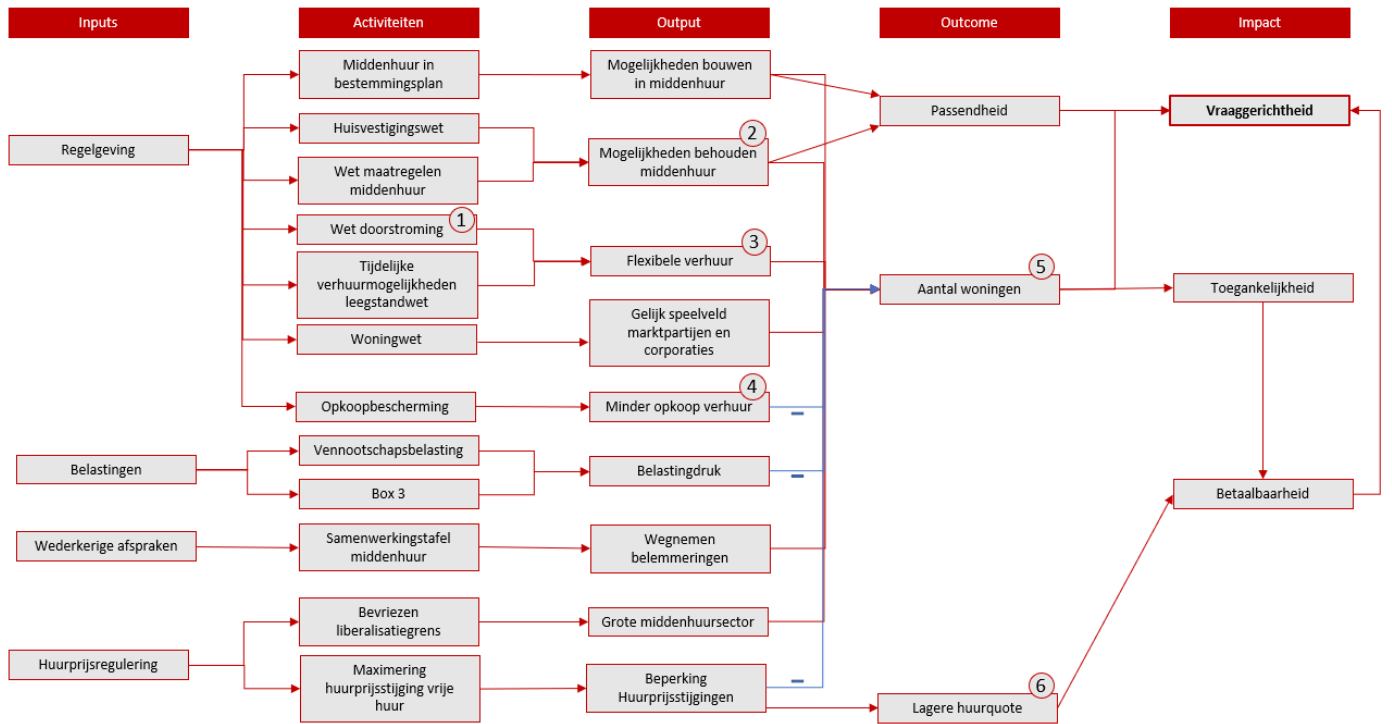 Inputs
Activiteiten
Output
Outcome
Impact
Regelgeving
Belastingen
Wederkerige afspraken
Huurprijsregulering
Middenhuur in
bestemmingsplan
Huisvestigingswet
Wet maatregelen
middenhuur
Wet doorstroming
1
Tijdelijke
verhuurmogelijkheden
leegstandwet
Woningwet
Opkoopbescherming
Vennootschapsbelasting
Box 3
Samenwerkingstafel
middenhuur
Bevriezen
liberalisatiegrens
Maximering
huurprijsstijging vrije
huur
Mogelijkheden bouwen
in middenhuur
2
Mogelijkheden behouden
middenhuur
3
Flexibele verhuur
Gelijk speelveld
marktpartijen en
corporaties
4
Minder opkoop verhuur
–
Belastingdruk
–
Wegnemen
belemmeringen
Grote middenhuursector
Beperking
Huurprijsstijgingen
–
Passendheid
5
Aantal woningen
6
Lagere huurquote
Vraaggerichtheid
Toegankelijkheid
Betaalbaarheid